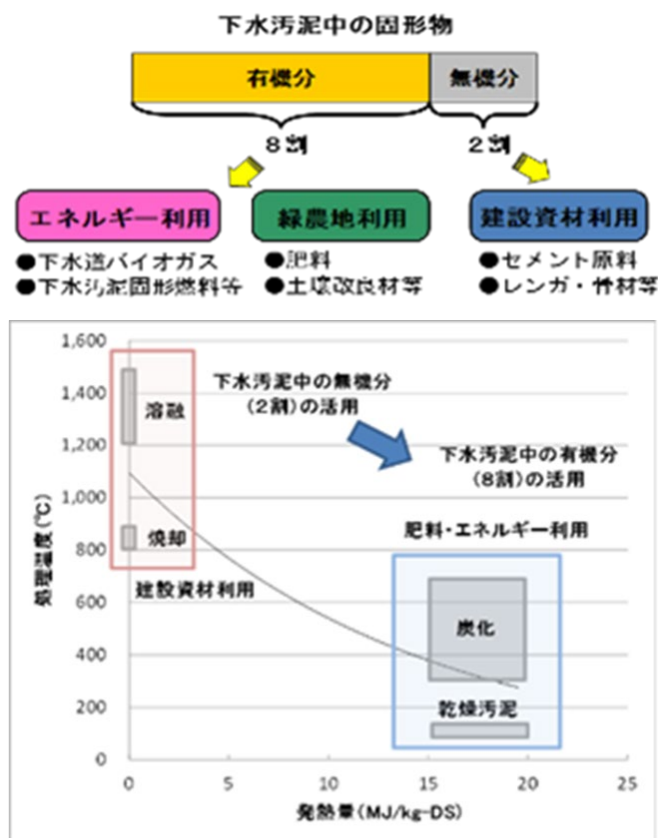 下水汚泥中の固形物
有機分
無機分
8割
2割
エネルギー利用
緑農地利用
建設資材利用
●下水道バイオガス
●下水汚泥固形燃料等
●肥料
●土壌改良材等
●セメント原料
●レンガ・骨材等
1,600
1,400
1,200
1,000
800
600
400
200
0
処理温度(℃)
溶融
焼却
建設資材利用
下水汚泥中の無機分
(2割)の活用
下水汚泥中の有機分
(8割)の活用
肥料・エネルギー利用
炭化
乾燥汚泥
0
5
10
15
20
25
発熱量(MJ/kg-DS)